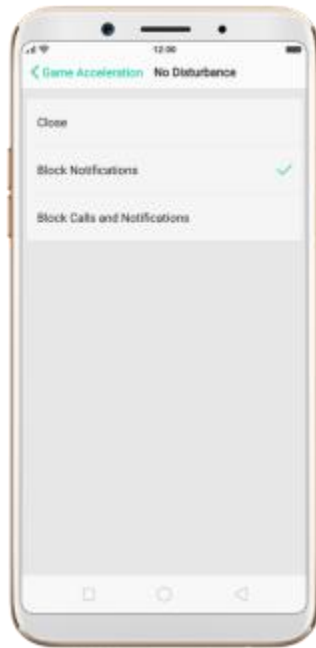 12:00
Game Acceleration No Disturbance
Close
Block Notifications
Block Calls and Notifications